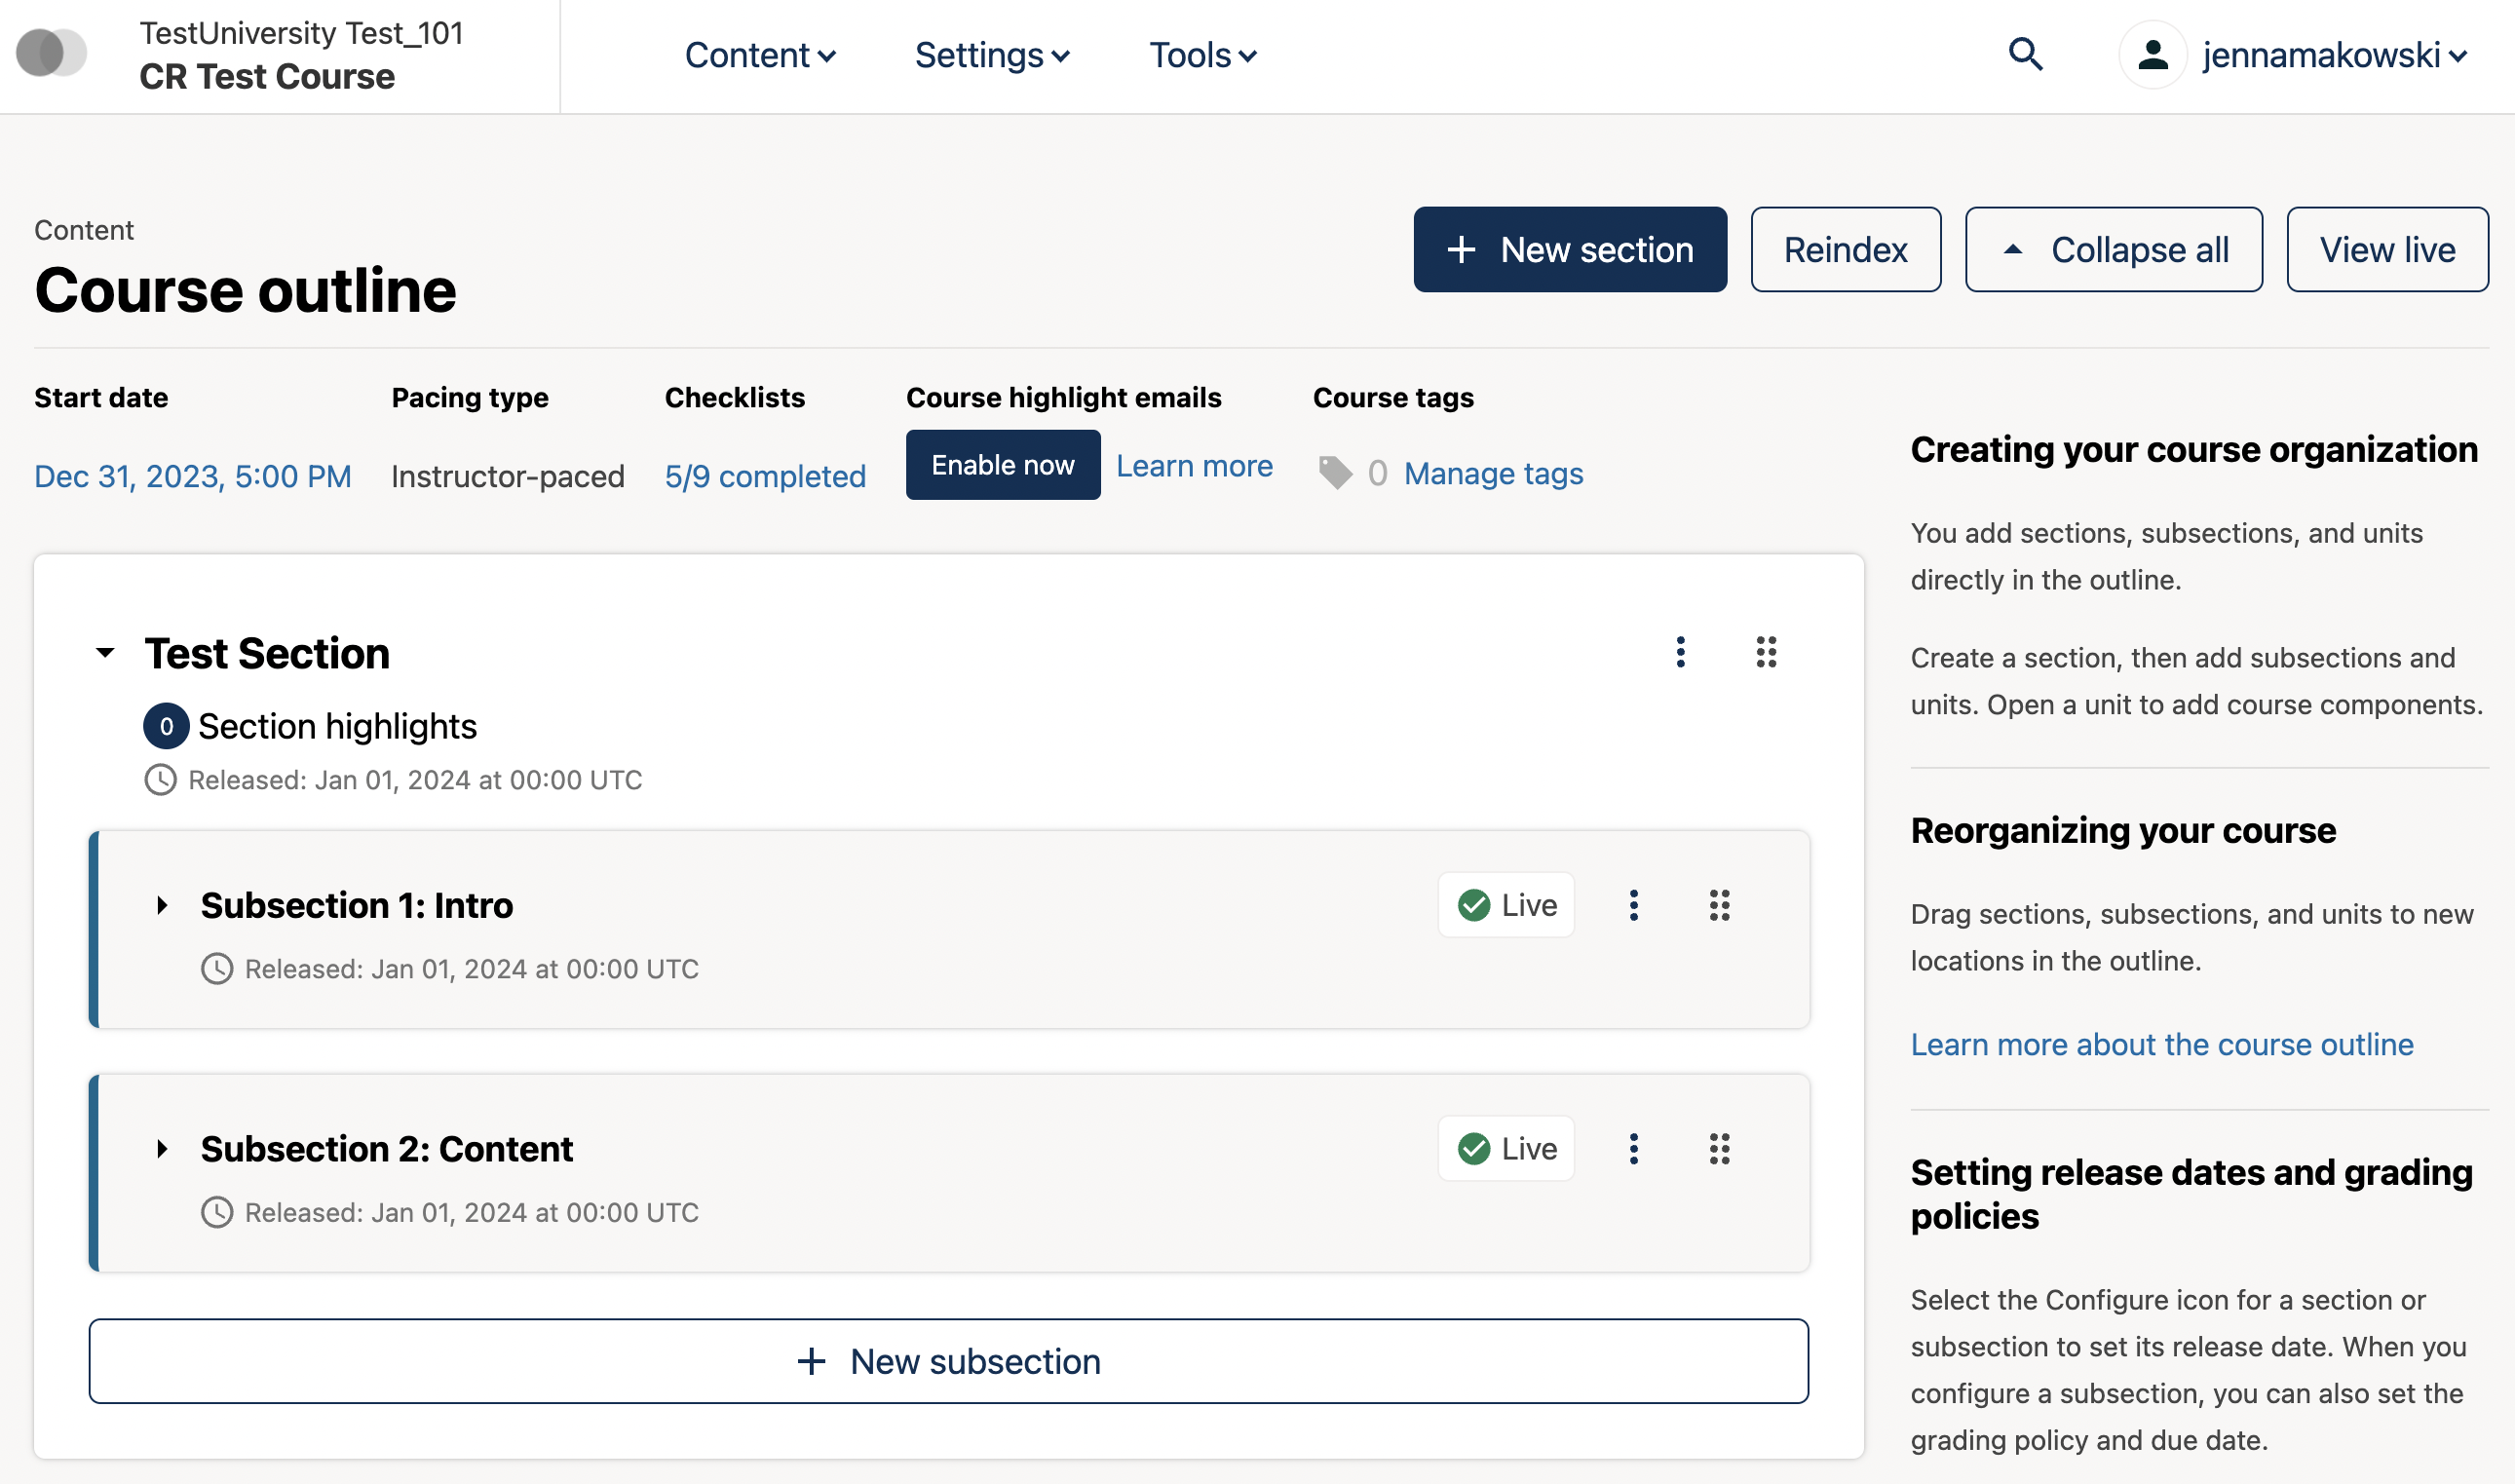 TestUniversity Test_101
CR Test Course
Content
Settings
Tools
jennamakowski
Content
Course outline
New section
Reindex
Collapse all
View live
Start date
Dec 31, 2023, 5:00 PM
Pacing type
Instructor-paced
Checklists
5/9 completed
Course highlight emails
Enable now
Learn more
Course tags
0 Manage tags
Test Section
0 Section highlights
Released: Jan 01, 2024 at 00:00 UTC
Subsection 1: Intro
Live
Released: Jan 01, 2024 at 00:00 UTC
Subsection 2: Content
Live
Released: Jan 01, 2024 at 00:00 UTC
New subsection
Creating your course organization
You add sections, subsections, and units
directly in the outline.
Create a section, then add subsections and
units. Open a unit to add course components.
Reorganizing your course
Drag sections, subsections, and units to new
locations in the outline.
Learn more about the course outline
Setting release dates and grading
policies
Select the Configure icon for a section or
subsection to set its release date. When you
configure a subsection, you can also set the
grading policy and due date.